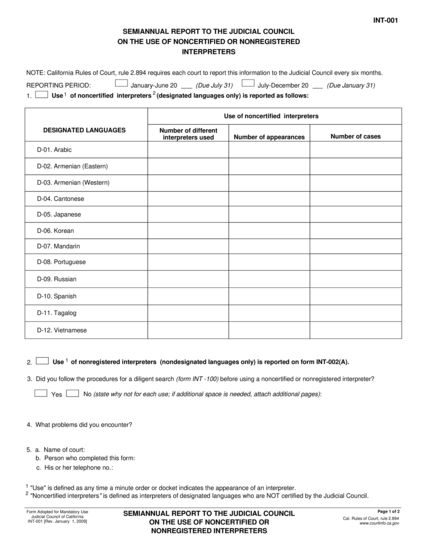 INT-001
SEMIANNUAL REPORT TO THE JUDICIAL COUNCIL
ON THE USE OF NONCERTIFIED OR NONREGISTERED
INTERPRETERS
NOTE: California Rules of Court, rule 2.894 requires each court to report this information to the Judicial Council every six months.
REPORTING PERIOD: January-June 20 ___ (Due July 31) July-December 20 ___ (Due January 31)
1. Use 1 of noncertified interpreters 2 (designated languages only) is reported as follows:
Use of noncertified interpreters
DESIGNATED LANGUAGES
Number of different
interpreters used
Number of appearances
Number of cases
D-01. Arabic
D-02. Armenian (Eastern)
D-03. Armenian (Western)
D-04. Cantonese
D-05. Japanese
D-06. Korean
D-07. Mandarin
D-08. Portuguese
D-09. Russian
D-10. Spanish
D-11. Tagalog
D-12. Vietnamese
2. Use 1 of nonregistered interpreters (nondesignated languages only) is reported on form INT-002(A).
3. Did you follow the procedures for a diligent search (form INT -100) before using a noncertified or nonregistered interpreter?
Yes No (state why not for each use; if additional space is needed, attach additional pages):
4. What problems did you encounter?
5. a. Name of court:
b. Person who completed this form:
c. His or her telephone no.:
1 "Use" is defined as any time a minute order or docket indicates the appearance of an interpreter.
2 "Noncertified interpreters" is defined as interpreters of designated languages who are NOT certified by the Judicial Council.
Form Adopted for Mandatory Use
Judicial Council of California
INT-001 [Rev. January 1, 2009]
SEMIANNUAL REPORT TO THE JUDICIAL COUNCIL
ON THE USE OF NONCERTIFIED OR
NONREGISTERED INTERPRETERS
Page 1 of 2
Cal. Rules of Court, rule 2.894
www.courtinfo.ca.gov